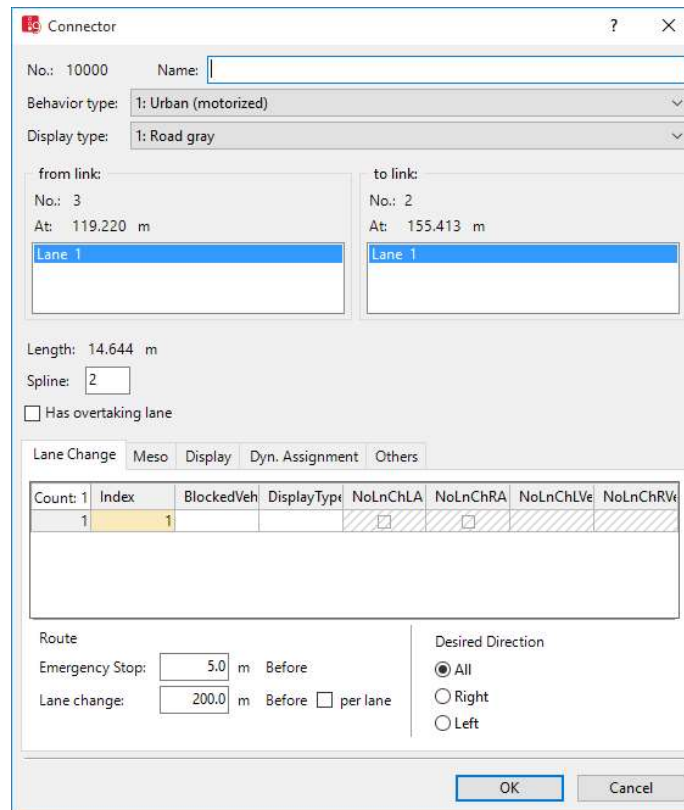 Connector
No.: 10000 Name:
Behavior type: 1: Urban (motorized)
Display type: 1: Road gray
from link:
No.: 3
At: 119.220 m
Lane 1
to link:
No.: 2
At: 155.413 m
Lane 1
Length: 14.644 m
Spline: 2
Has overtaking lane
Lane Change Meso Display Dyn. Assignment Others
Count: 1 Index BlockedVeh DisplayType NoLnChLA NoLnChRA NoLnChLVe NoLnChRVe
1 1
Route
Emergency Stop: 5.0 m Before
Lane change: 200.0 m Before per lane
Desired Direction
All
Right
Left
OK Cancel